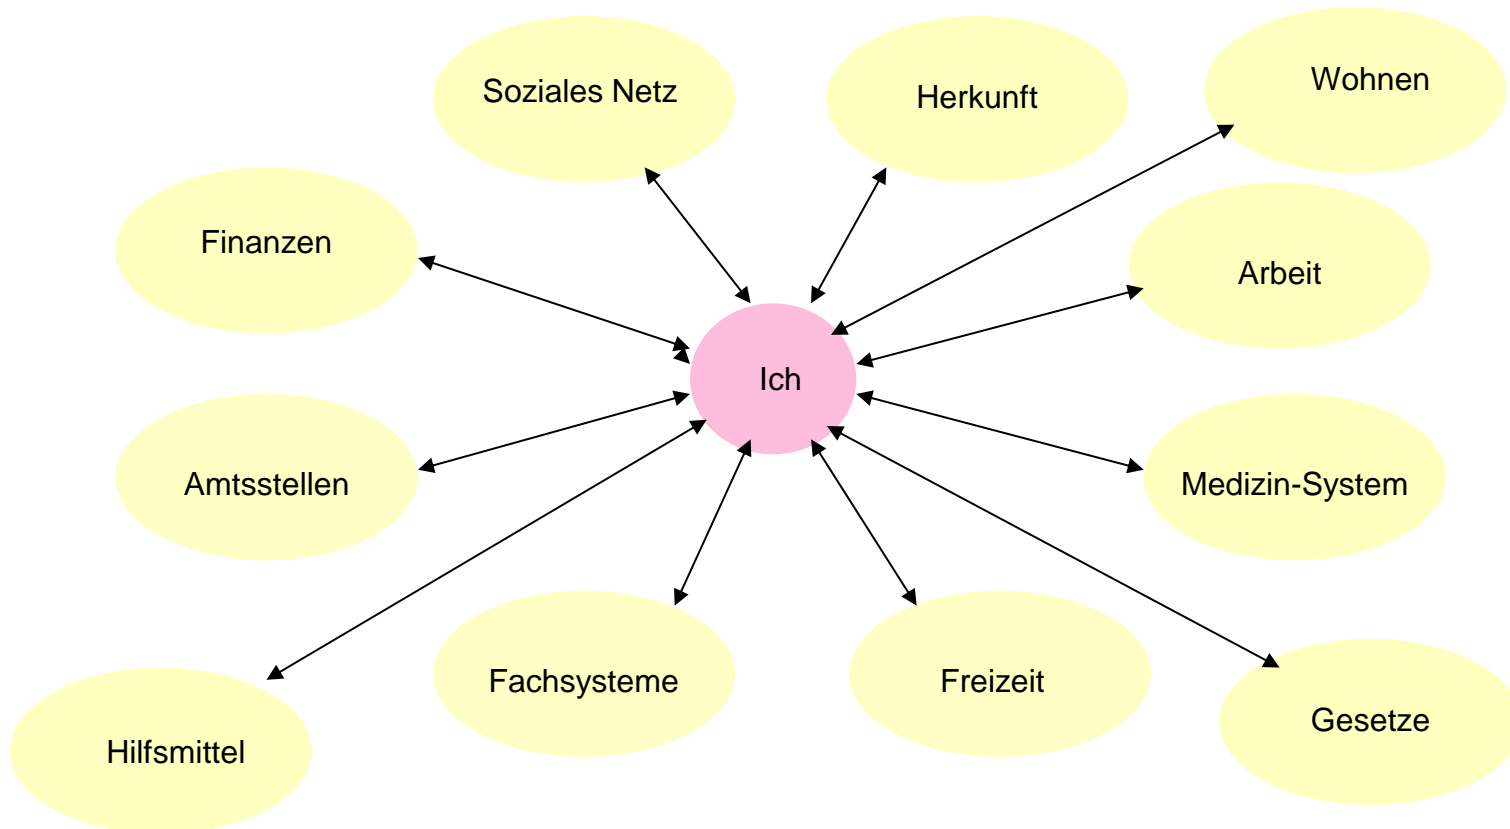 Soziales Netz
Herkunft
Wohnen
Finanzen
Arbeit
Ich
Amtsstellen
Medizin-System
Fachsysteme
Freizeit
Gesetze
Hilfsmittel